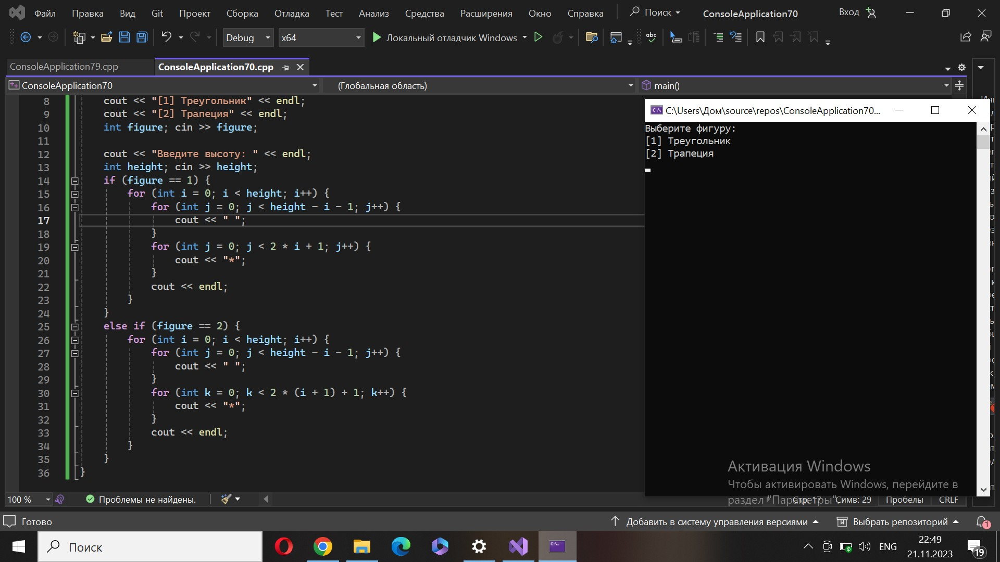 Файл Правка Вид Git Проект Сборка Отладка Тест Анализ Средства Расширения Окно Справка Поиск ConsoleApplication70 Вход
Debug x64 Локальный отладчик Windows abc
ConsoleApplication79.cpp ConsoleApplication70.cpp
ConsoleApplication70 (Глобальная область) main()
8 cout << "[1] Треугольник" << endl;
9 cout << "[2] Трапеция" << endl;
10 int figure; cin >> figure;
11
12 cout << "Введите высоту: " << endl;
13 int height; cin >> height;
14 if (figure == 1) {
15 for (int i = 0; i < height; i++) {
16 for (int j = 0; j < height - i - 1; j++) {
17 cout << " ";
18 }
19 for (int j = 0; j < 2 * i + 1; j++) {
20 cout << "*";
21 }
22 cout << endl;
23 }
24 }
25 else if (figure == 2) {
26 for (int i = 0; i < height; i++) {
27 for (int j = 0; j < height - i - 1; j++) {
28 cout << " ";
29 }
30 for (int k = 0; k < 2 * (i + 1) + 1; k++) {
31 cout << "*";
32 }
33 cout << endl;
34 }
35 }
36 }
C:\Users\Дом\source\repos\ConsoleApplication70...
Выберите фигуру:
[1] Треугольник
[2] Трапеция
Активация Windows
Чтобы активировать Windows, перейдите в
раздел "Параметры".
100 % Проблемы не найдены. Стр: 17 Симв: 29 Пробелы CRLF
Готово Добавить в систему управления версиями Выбрать репозиторий 1
Поиск ENG 22:49
21.11.2023 19